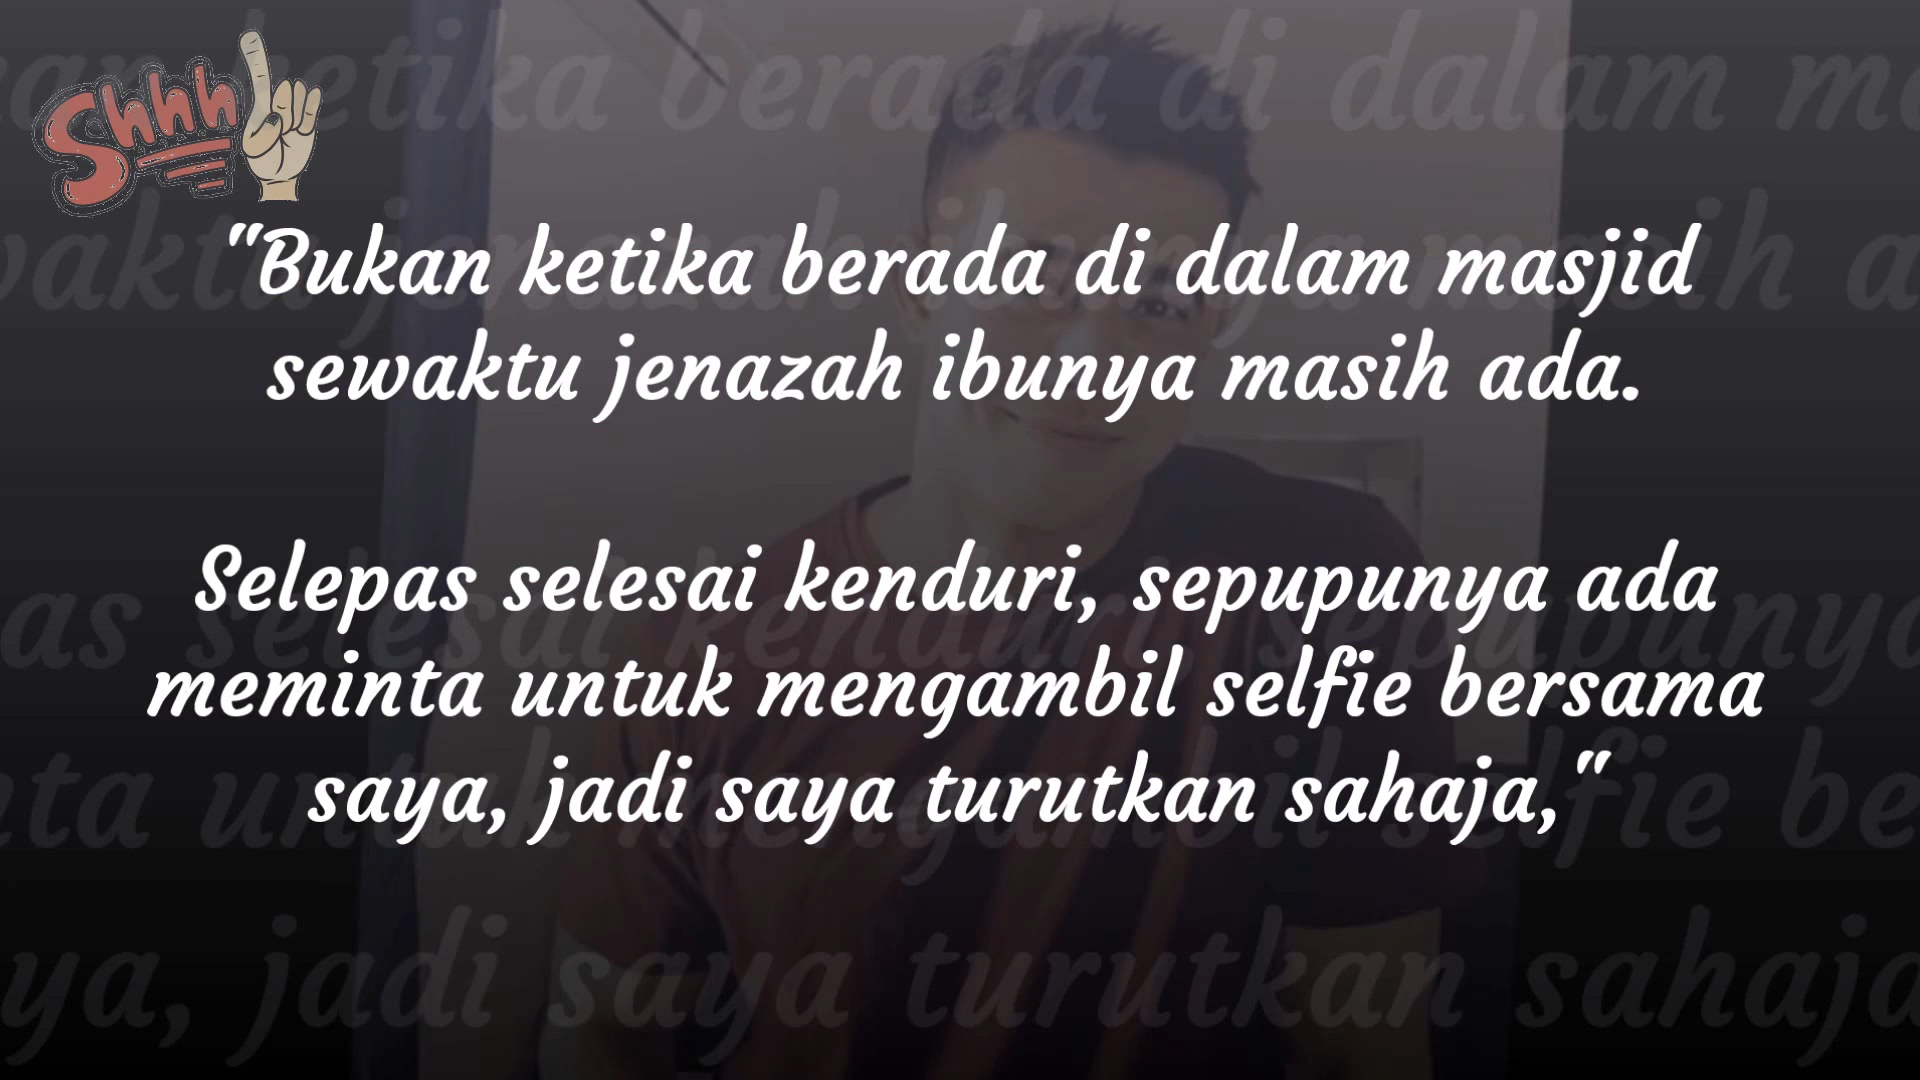 Shhh
"Bukan ketika berada di dalam masjid
sewaktu jenazah ibunya masih ada.
Selepas selesai kenduri, sepupunya ada
meminta untuk mengambil selfie bersama
saya, jadi saya turutkan sahaja,"